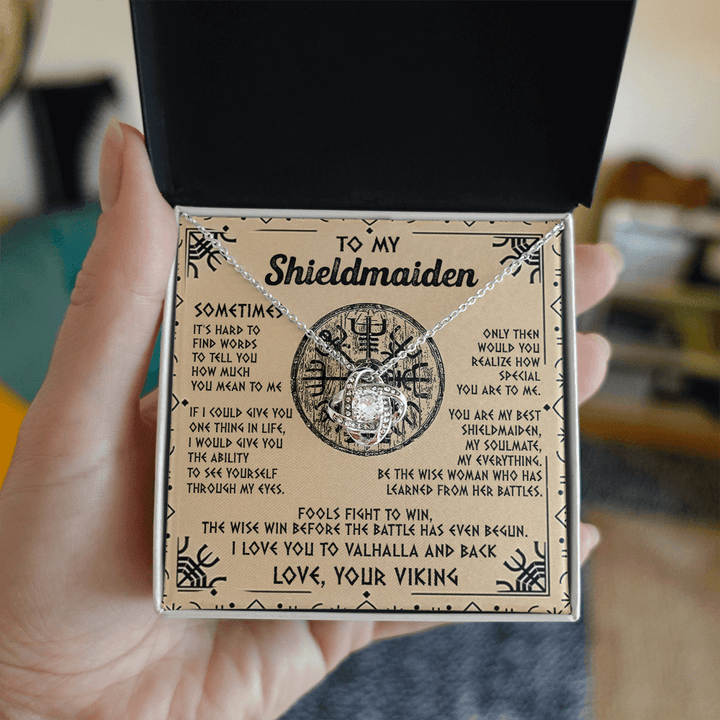 TO MY
Shieldmaiden
SOMETIMES
IT'S HARD TO
FIND WORDS
TO TELL YOU
HOW MUCH
YOU MEAN TO ME
IF I COULD GIVE YOU
ONE THING IN LIFE,
I WOULD GIVE YOU
THE ABILITY
TO SEE YOURSELF
THROUGH MY EYES.
ONLY THEN
WOULD YOU
REALIZE HOW
SPECIAL
YOU ARE TO ME.
YOU ARE MY BEST
SHIELDMAIDEN,
MY SOULMATE,
MY EVERYTHING.
BE THE WISE WOMAN WHO HAS
LEARNED FROM HER BATTLES.
FOOLS FIGHT TO WIN,
THE WISE WIN BEFORE THE BATTLE HAS EVEN BEGUN.
I LOVE YOU TO VALHALLA AND BACK
LOVE, YOUR VIKING